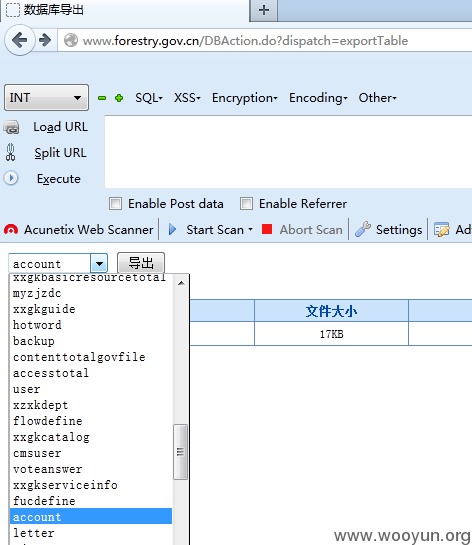 数据库导出
www.forestry.gov.cn/DBAction.do?dispatch=exportTable
INT
SQL XSS Encryption Encoding Other
Load URL
Split URL
Execute
Enable Post data Enable Referrer
Acunetix Web Scanner Start Scan Abort Scan Settings Ad
account 导出
xxgkbasicresourcetotal
myzjzdc
xxgkguide
hotword
backup
contenttotalgovfile
accesstotal
user
xzxkdept
flowdefine
xxgkcatalog
cmsuser
voteanswer
xxgkserviceinfo
fucdefine
account
letter
文件大小
17KB
www.wooyun.org